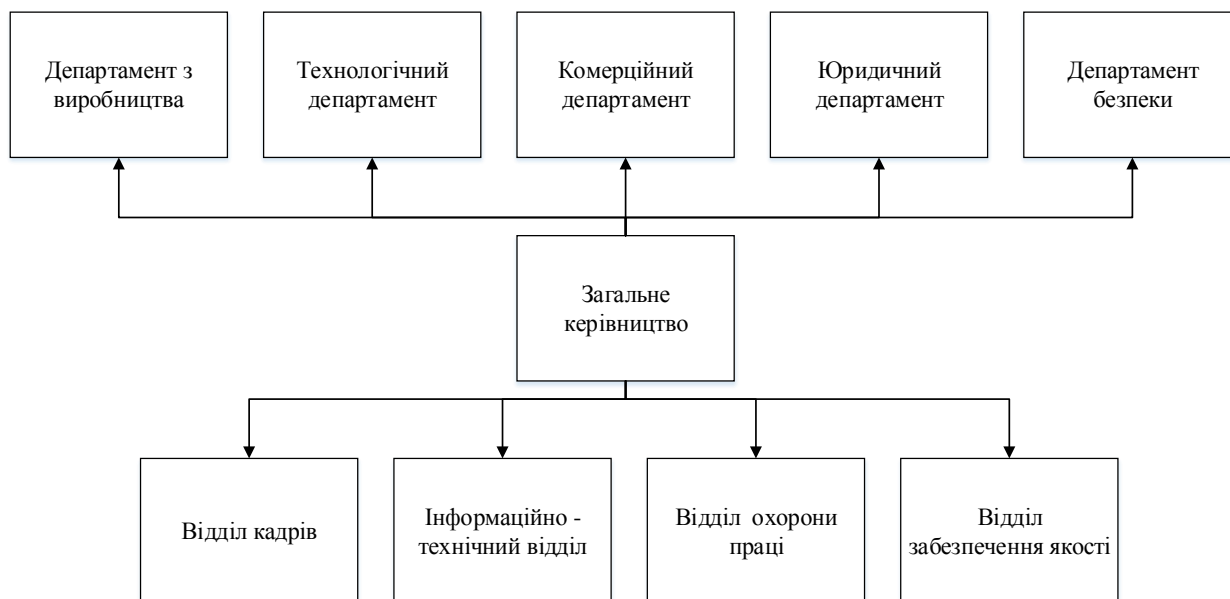 Департамент з
виробництва
Технологічний
департамент
Комерційний
департамент
Юридичний
департамент
Департамент
безпеки
Загальне
керівництво
Відділ кадрів
Інформаційно -
технічний відділ
Відділ охорони
праці
Відділ
забезпечення якості